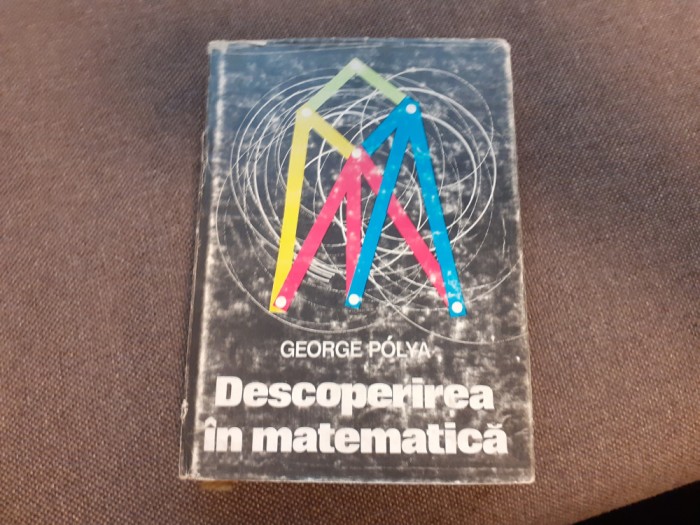 GEORGE PÓLYA
Descoperirea
în matematică